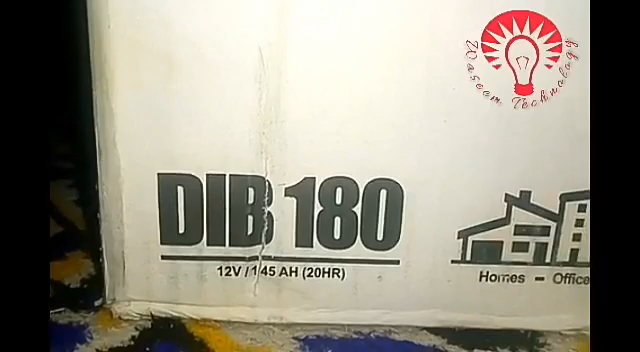 Waseem Technology
DIB 180
12V / 145 AH (20HR)
Homes – Office